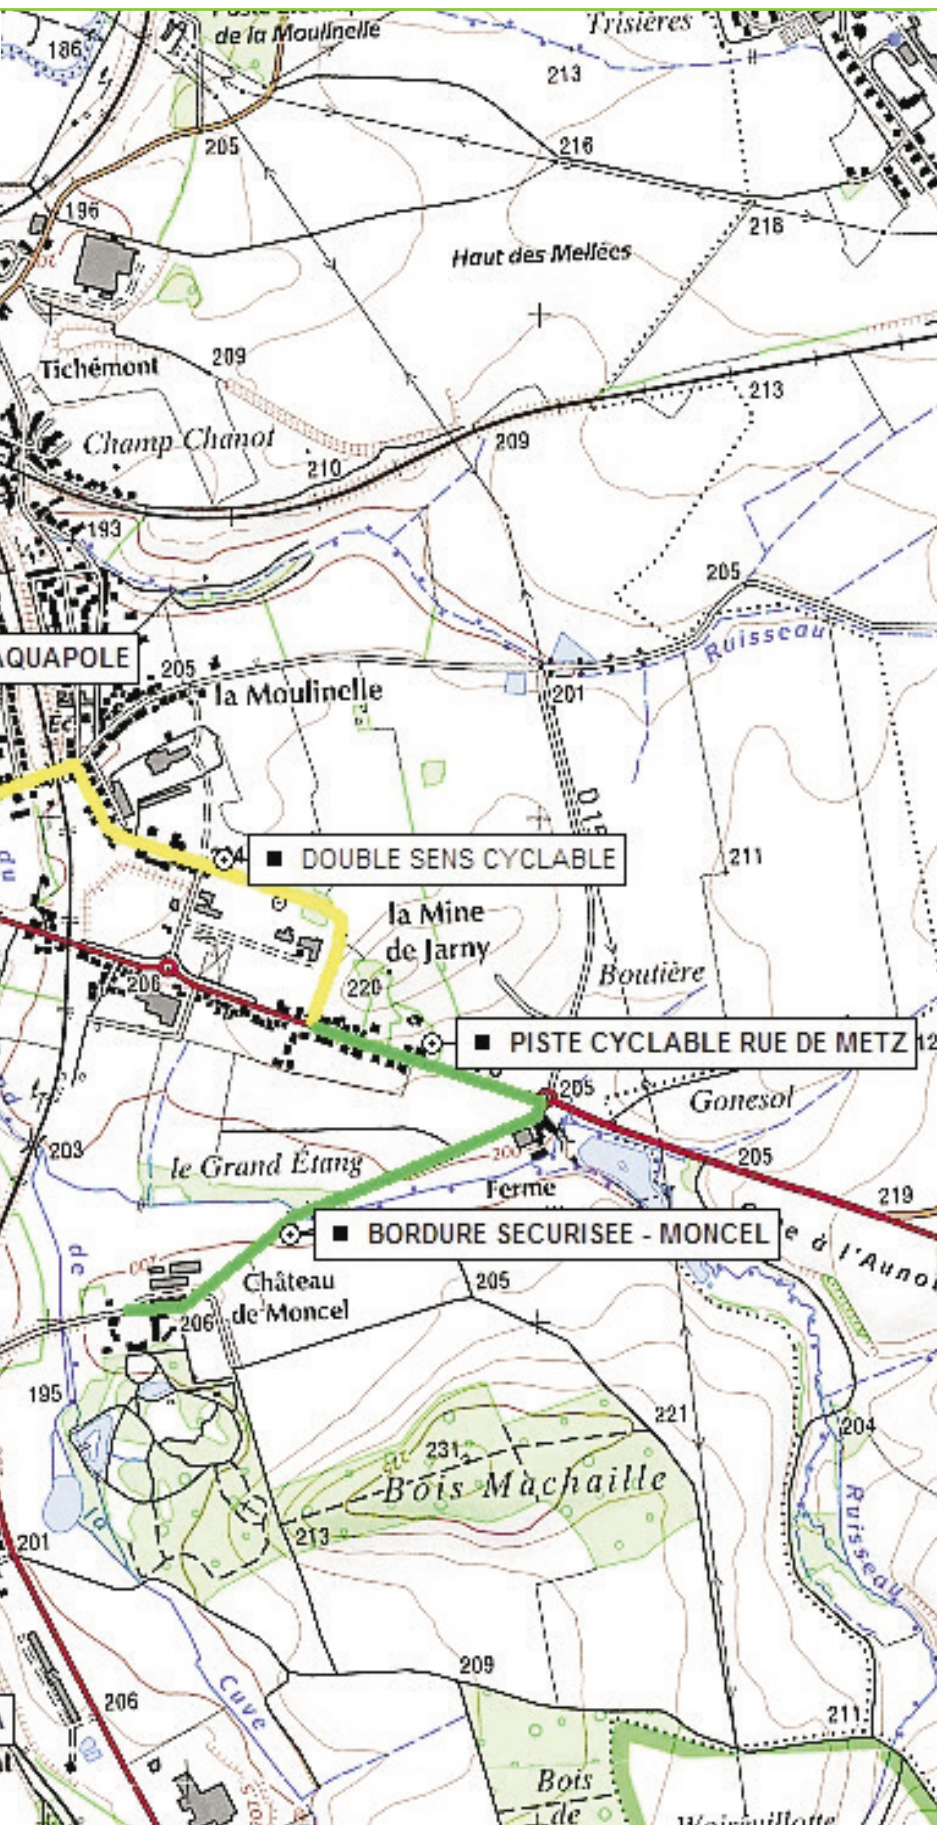 de la Moulinelle
Trisières
186
213
205
216
196
218
Haut des Mellées
Tichémont
209
213
Champ Chanot
209
210
193
205
Ruisseau
AQUAPOLE
205
la Moulinelle
201
211
DOUBLE SENS CYCLABLE
la Mine
de Jarny
206
220
Boutière
PISTE CYCLABLE RUE DE METZ
205
Gonesol
203
le Grand Étang
200
205
Ferme
219
BORDURE SECURISEE - MONCEL
de
200
Château
de Moncel
205
206
195
221
204
231
Bois Machaille
la
213
Ruisseau
201
209
Cuve
206
211
Bois
de